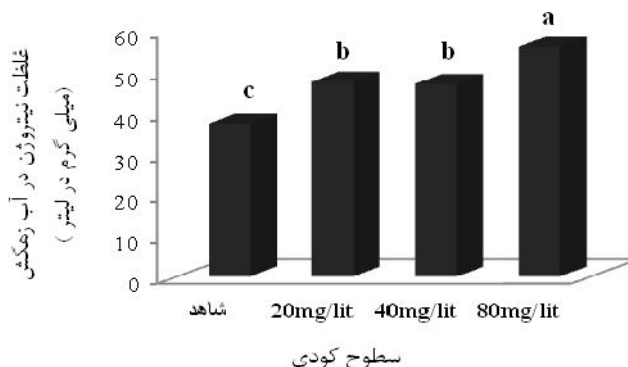 غلظت نیتروژن در آب زهکش
(میلی گرم در لیتر )
60
50
40
30
20
10
0
c
b
b
a
شاهد
20mg/lit
40mg/lit
80mg/lit
سطوح کودی